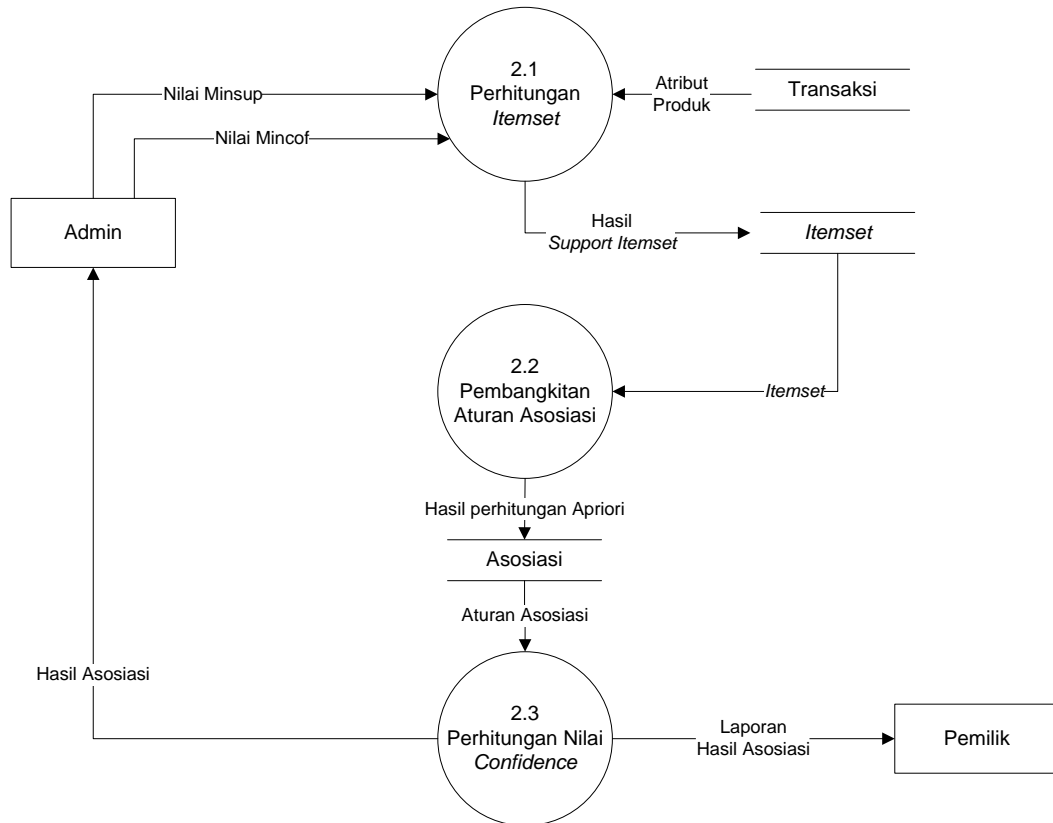 2.1
Perhitungan
Itemset
Nilai Minsup
Atribut
Produk
Transaksi
Nilai Mincof
Admin
Hasil
Support Itemset
Itemset
2.2
Pembangkitan
Aturan Asosiasi
Itemset
Hasil perhitungan Apriori
Asosiasi
Aturan Asosiasi
Hasil Asosiasi
2.3
Perhitungan Nilai
Confidence
Laporan
Hasil Asosiasi
Pemilik